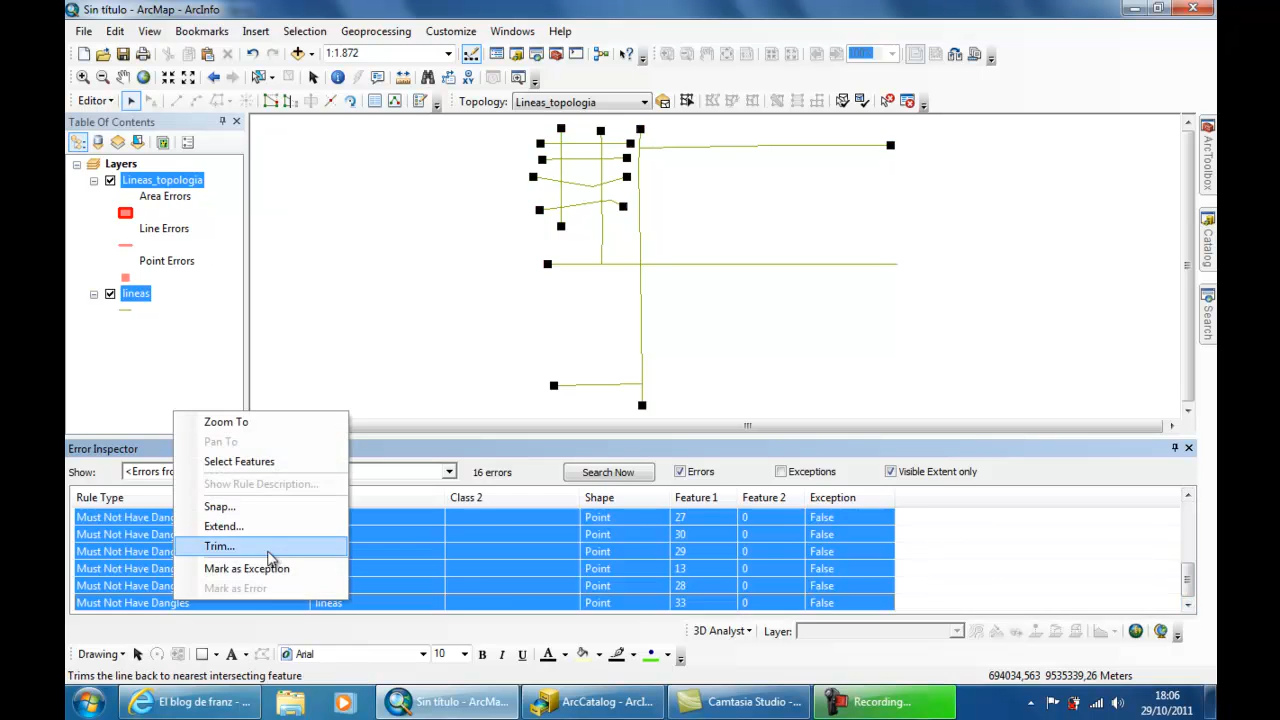 Sin título - ArcMap - ArcInfo
File Edit View Bookmarks Insert Selection Geoprocessing Customize Windows Help
1:1.872
Editor Topology: Lineas_topologia
Table Of Contents
Layers
Lineas_topologia
Area Errors
Line Errors
Point Errors
lineas
ArcToolbox
Catalog
Search
Zoom To
Pan To
Select Features
Show Rule Description...
Snap...
Extend...
Trim...
Mark as Exception
Mark as Error
Error Inspector
Show: <Errors fro 16 errors Search Now Errors Exceptions Visible Extent only
Rule Type Class 2 Shape Feature 1 Feature 2 Exception
Must Not Have Dang Point 27 0 False
Must Not Have Dang Point 30 0 False
Must Not Have Dang Point 29 0 False
Must Not Have Dang Point 13 0 False
Must Not Have Dang Point 28 0 False
Must Not Have Dangles lineas Point 33 0 False
3D Analyst Layer:
Drawing A Arial 10 B I U A
Trims the line back to nearest intersecting feature 694034,563 9535339,26 Meters
El blog de franz - ... Sin título - ArcMa... ArcCatalog - ArcI... Camtasia Studio - ... Recording... 18:06
29/10/2011